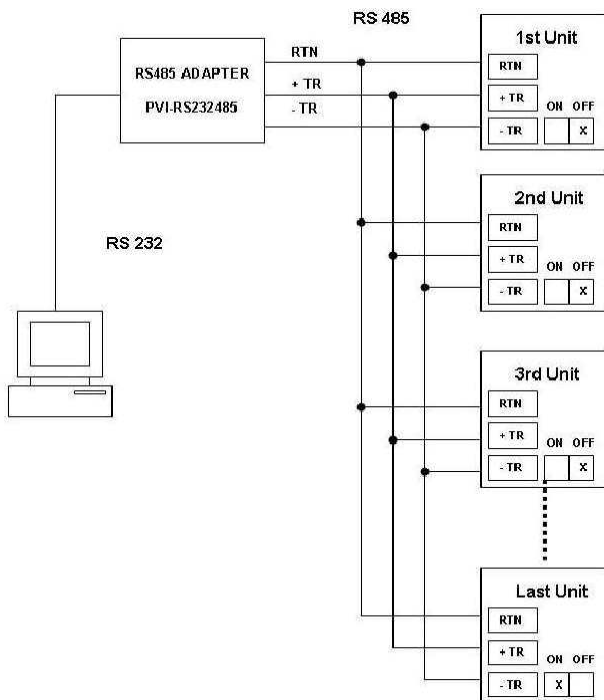 RS 485
RS485 ADAPTER
PVI-RS232485
RTN
+ TR
- TR
RS 232
1st Unit
RTN
+ TR
ON OFF
- TR
X
2nd Unit
RTN
+ TR
ON OFF
- TR
X
3rd Unit
RTN
+ TR
ON OFF
- TR
X
Last Unit
RTN
+ TR
ON OFF
- TR
X